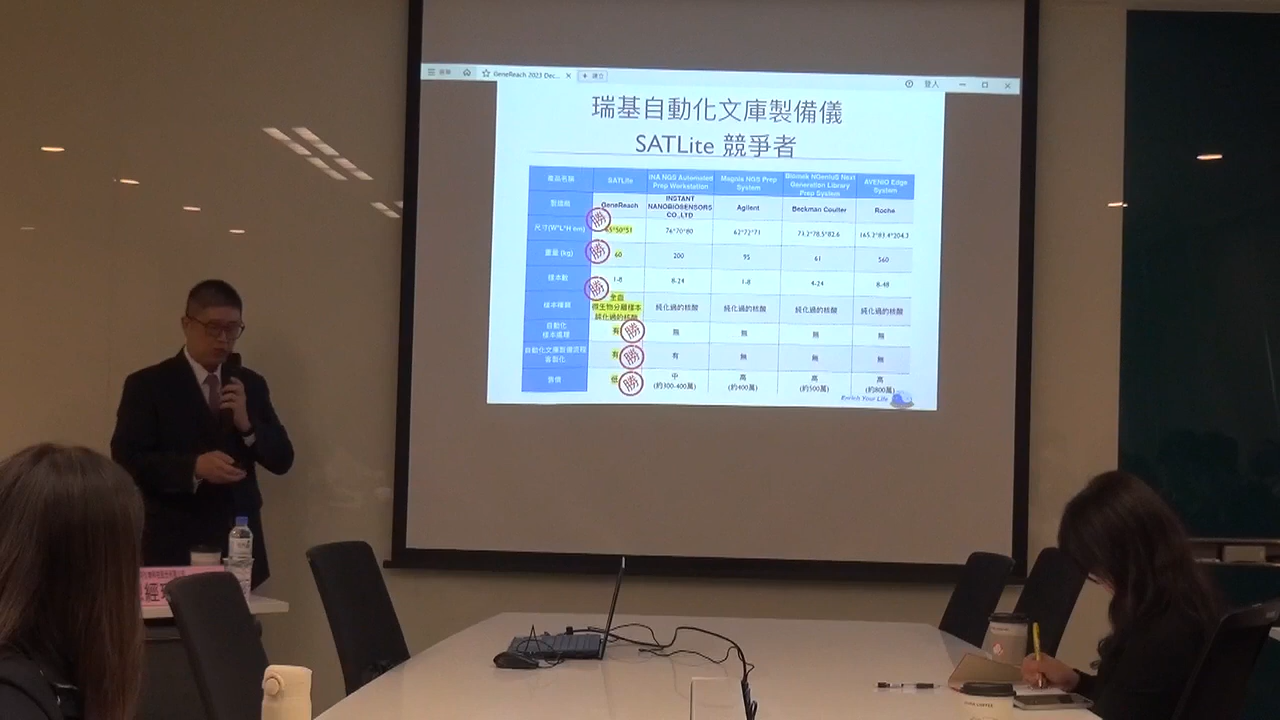 GeneReach 2023 Dec...
建立
登入
瑞基自動化文庫製備儀
SATLite 競爭者
產品名稱 SATLite INA NGS Automated Prep Workstation Magnis NGS Prep System Biomek NGeniuS Next Generation Library Prep System AVENIO Edge System
製造商 GeneReach INSTANT NANOBIOSENSORS CO.,LTD Agilent Beckman Coulter Roche
尺寸(W*L*H cm) 勝 65*50*51 76*70*80 62*72*71 73.2*78.5*82.6 165.2*83.4*204.3
重量 (kg) 勝 60 200 95 61 560
樣本數 勝 1-8 8-24 1-8 4-24 8-48
樣本種類 全血 微生物分離樣本 純化過的核酸 純化過的核酸 純化過的核酸 純化過的核酸 純化過的核酸
自動化樣本處理 有 勝 無 無 無 無
自動化文庫製備流程客製化 有 勝 有 無 無 無
售價 低 勝 中 (約300-400萬) 高 (約400萬) 高 (約500萬) 高 (約800萬)
Enrich Your Life